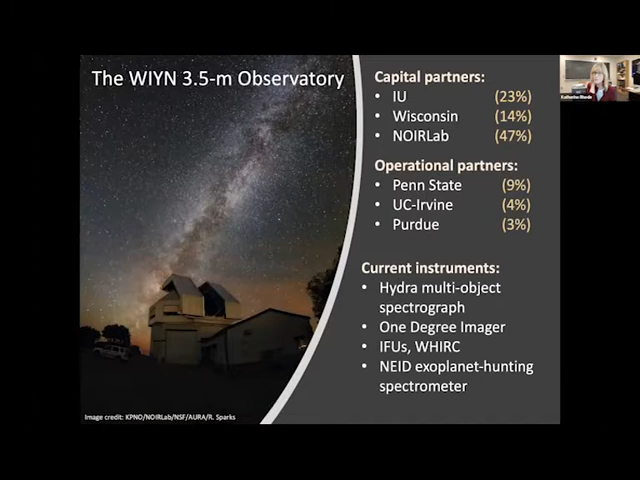 The WIYN 3.5-m Observatory
Capital partners:
• IU (23%)
• Wisconsin (14%)
• NOIRLab (47%)
Operational partners:
• Penn State (9%)
• UC-Irvine (4%)
• Purdue (3%)
Current instruments:
• Hydra multi-object
spectrograph
• One Degree Imager
• IFUs, WHIRC
• NEID exoplanet-hunting
spectrometer
Image credit: KPNO/NOIRLab/NSF/AURA/R. Sparks
Katherine Rhode